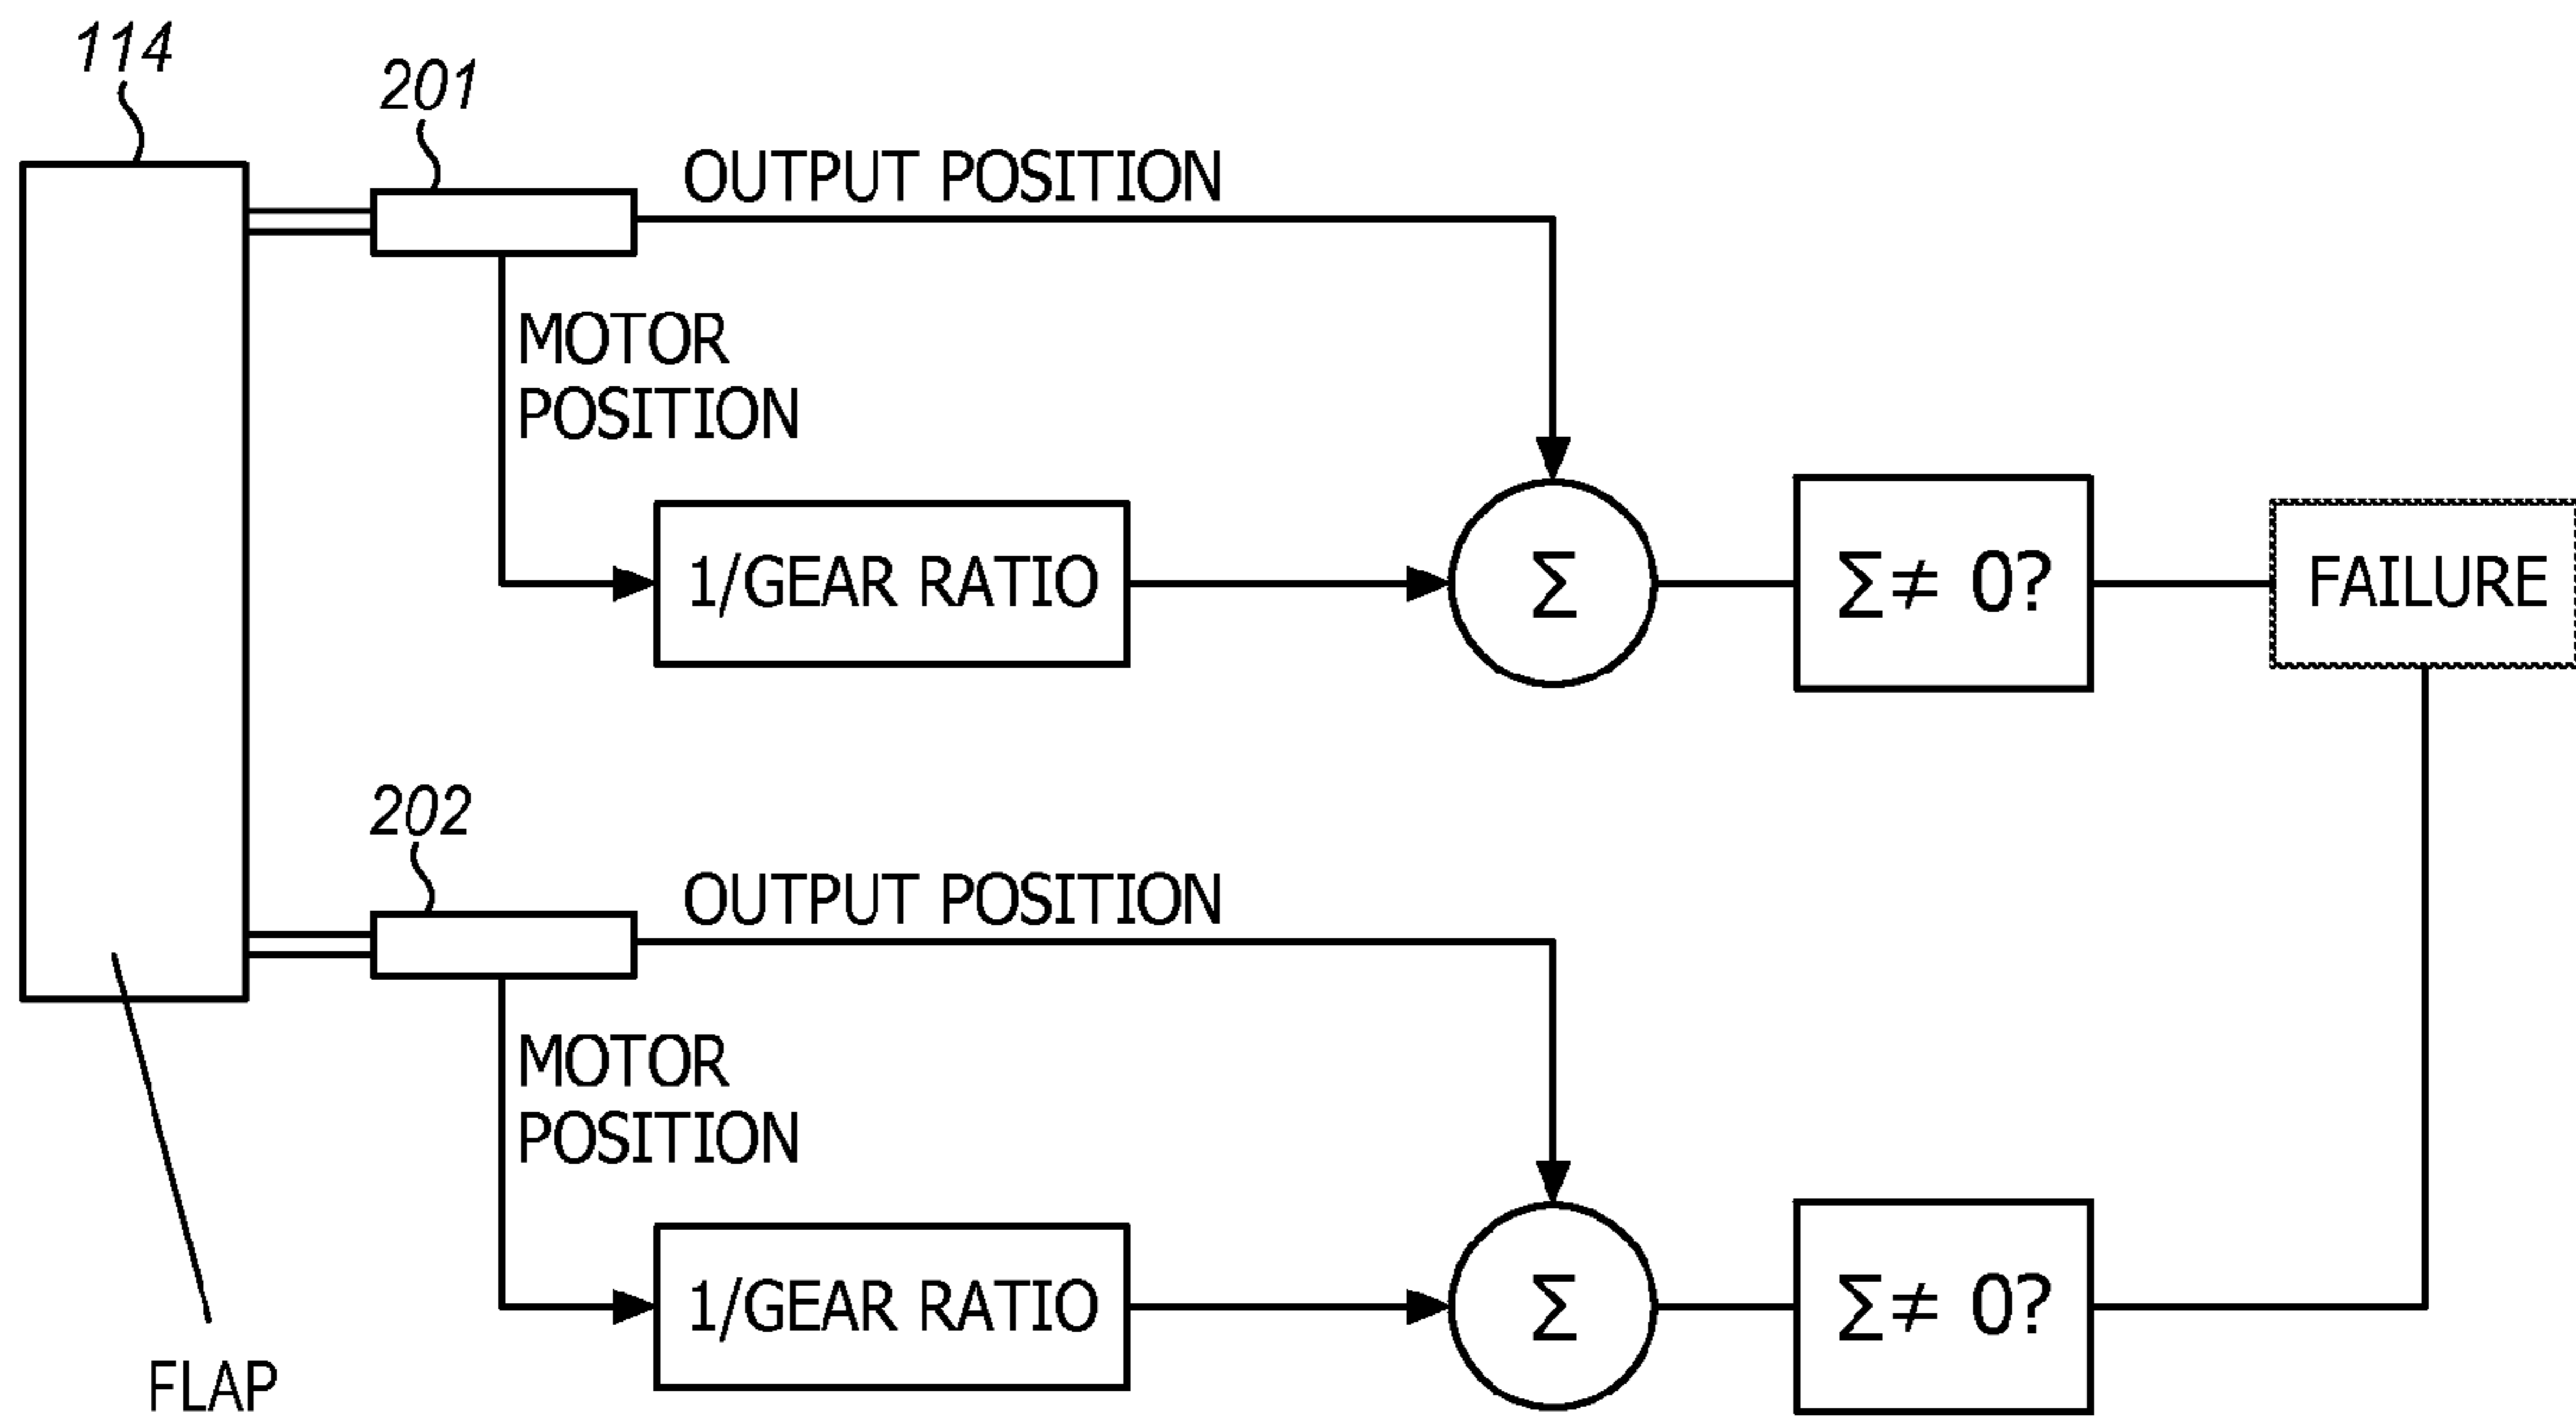 114
201
OUTPUT POSITION
MOTOR
POSITION
1/GEAR RATIO
Σ
Σ≠ 0?
FAILURE
202
OUTPUT POSITION
MOTOR
POSITION
1/GEAR RATIO
Σ
Σ≠ 0?
FLAP